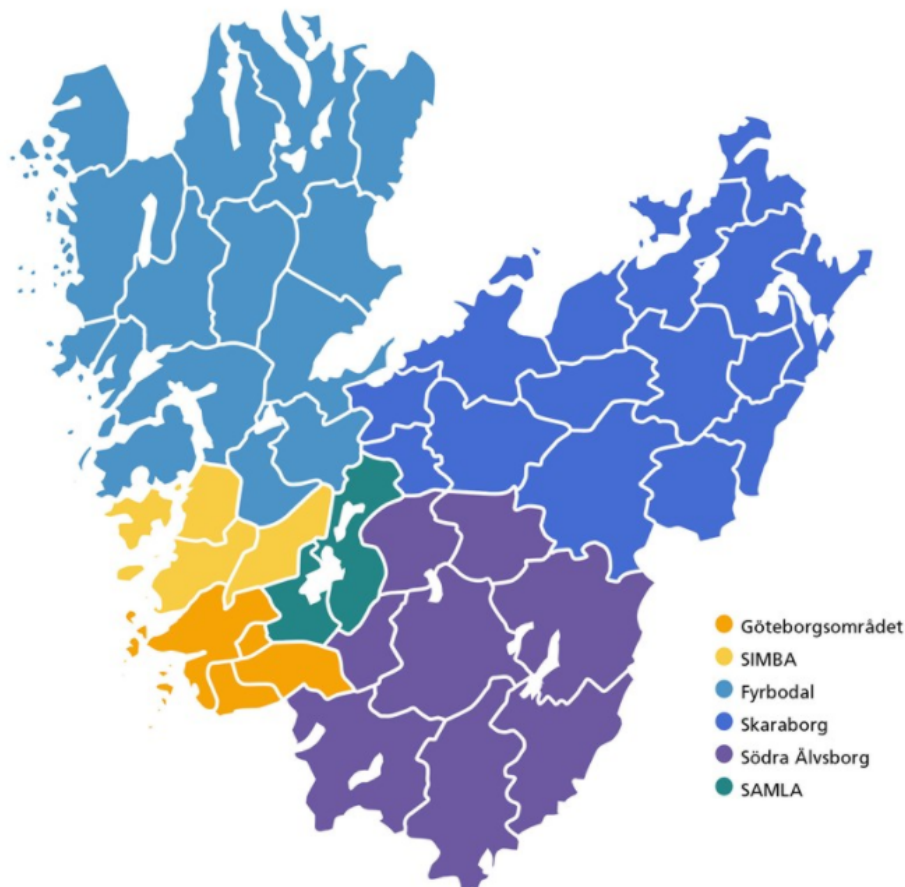 Göteborgsområdet
SIMBA
Fyrbodal
Skaraborg
Södra Älvsborg
SAMLA